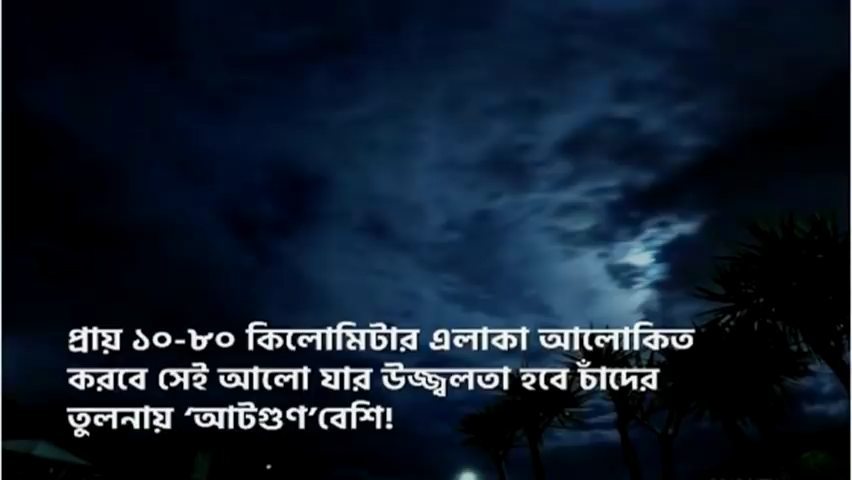 প্রায় ১০-৮০ কিলোমিটার এলাকা আলোকিত
করবে সেই আলো যার উজ্জ্বলতা হবে চাঁদের
তুলনায় ‘আটগুণ’বেশি!